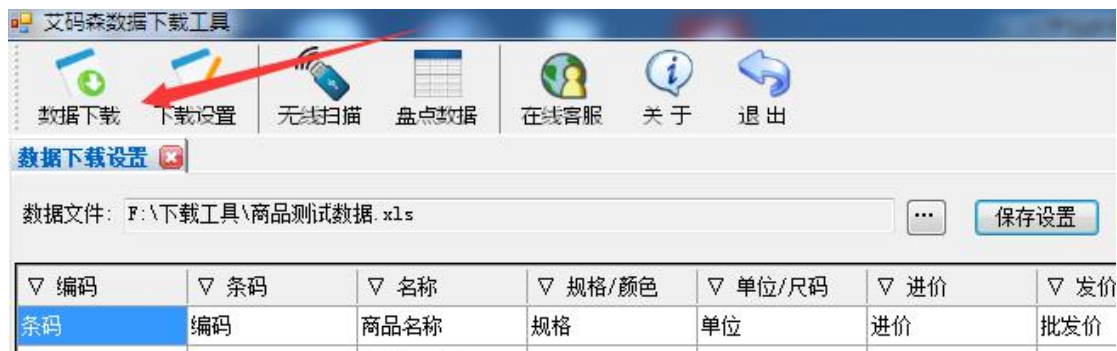 艾码森数据下载工具
数据下载 下载设置 无线扫描 盘点数据 在线客服 关于 退出
数据下载设置
数据文件: F:\下载工具\商品测试数据.xls ... 保存设置
▽ 编码 ▽ 条码 ▽ 名称 ▽ 规格/颜色 ▽ 单位/尺码 ▽ 进价 ▽ 发价
条码 编码 商品名称 规格 单位 进价 批发价